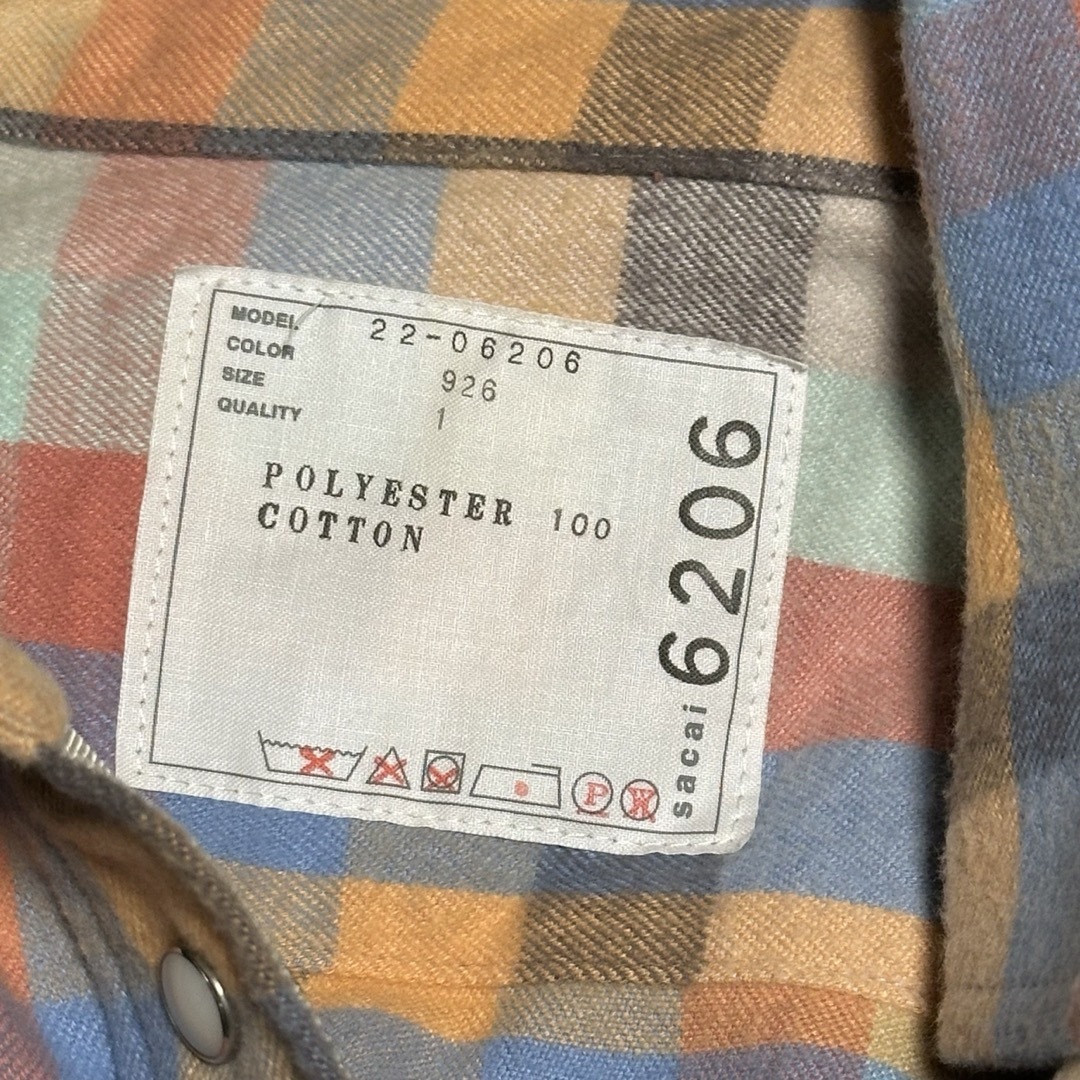 MODEL 22-06206
COLOR 926
SIZE 1
QUALITY
POLYESTER 100
COTTON
sacai 6206
P
W